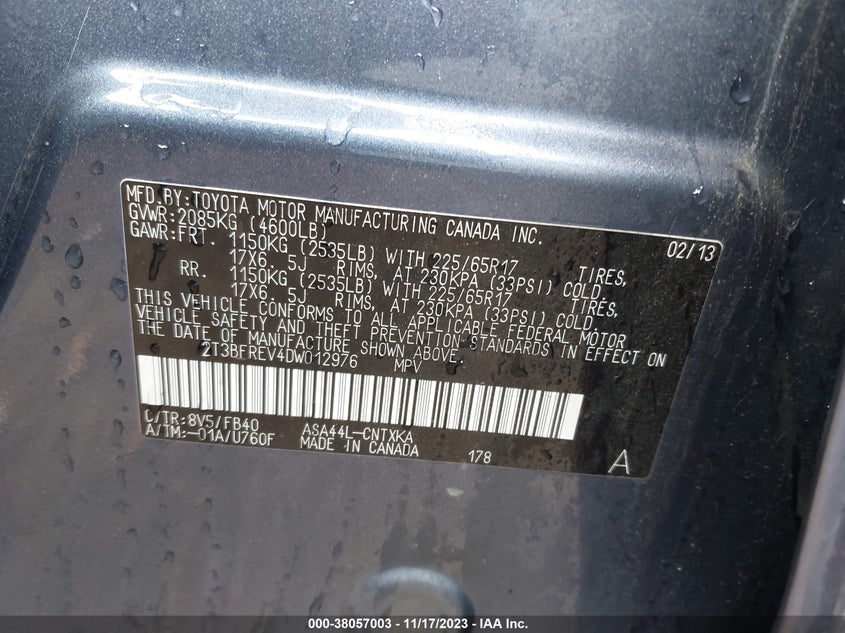 MFD.BY:TOYOTA MOTOR MANUFACTURING CANADA INC.
GVWR:2085KG (4600LB) 02/13
GAWR:FRT. 1150KG (2535LB) WITH 225/65R17 TIRES,
17X6. 5J RIMS, AT 230KPA (33PSI) COLD.
RR. 1150KG (2535LB) WITH 225/65R17 TIRES,
17X6. 5J RIMS, AT 230KPA (33PSI) COLD.
THIS VEHICLE CONFORMS TO ALL APPLICABLE FEDERAL MOTOR
VEHICLE SAFETY AND THEFT PREVENTION STANDARDS IN EFFECT ON
THE DATE OF MANUFACTURE SHOWN ABOVE.
2T3BFREV4DW012976 MPV
C/TR:8V5/FB40 ASA44L-CNTXKA
A/TM:-01A/U760F MADE IN CANADA 178 A
000-38057003 - 11/17/2023 - IAA Inc.